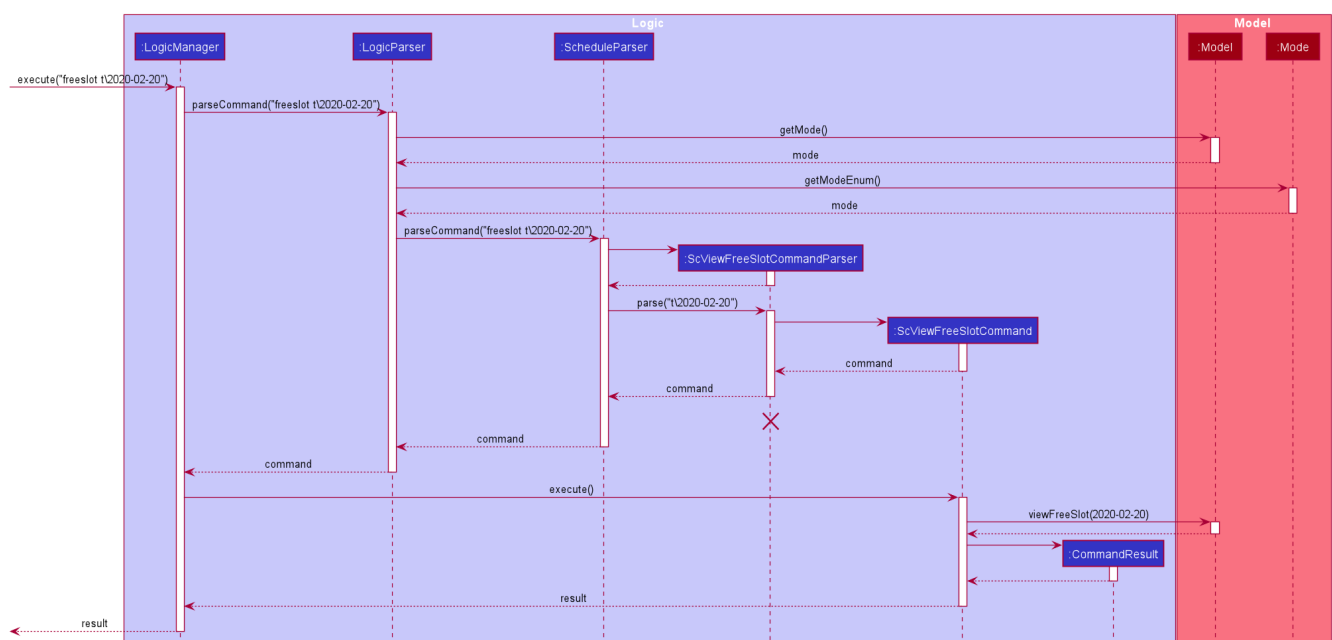 Logic
Model
:LogicManager
:LogicParser
:ScheduleParser
:Model
:Mode
execute("freeslot t\2020-02-20")
parseCommand("freeslot t\2020-02-20")
getMode()
mode
getModeEnum()
mode
parseCommand("freeslot t\2020-02-20")
:ScViewFreeSlotCommandParser
parse("t\2020-02-20")
:ScViewFreeSlotCommand
command
command
command
command
execute()
viewFreeSlot(2020-02-20)
:CommandResult
result
result